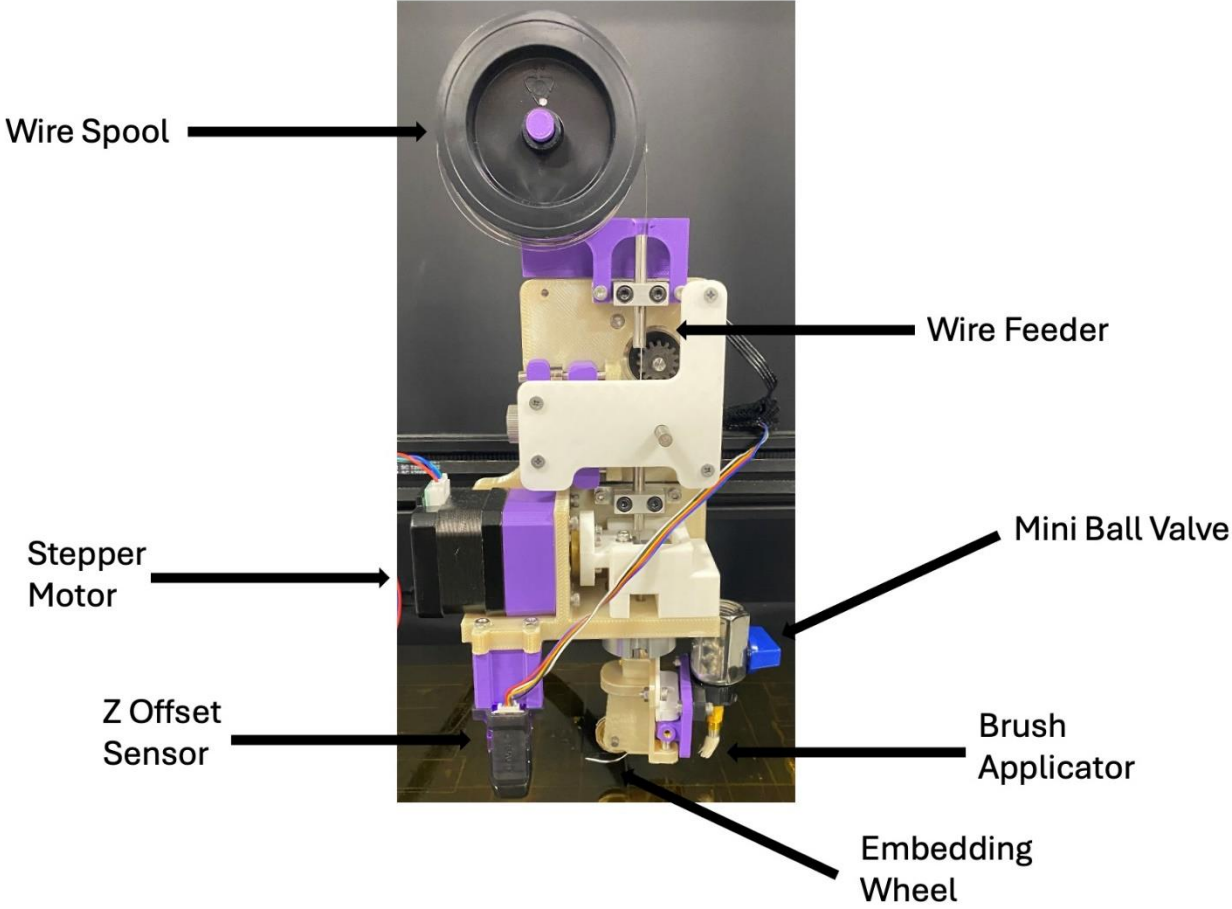 Wire Spool
Wire Feeder
Mini Ball Valve
Stepper
Motor
Z Offset
Sensor
Brush
Applicator
Embedding
Wheel